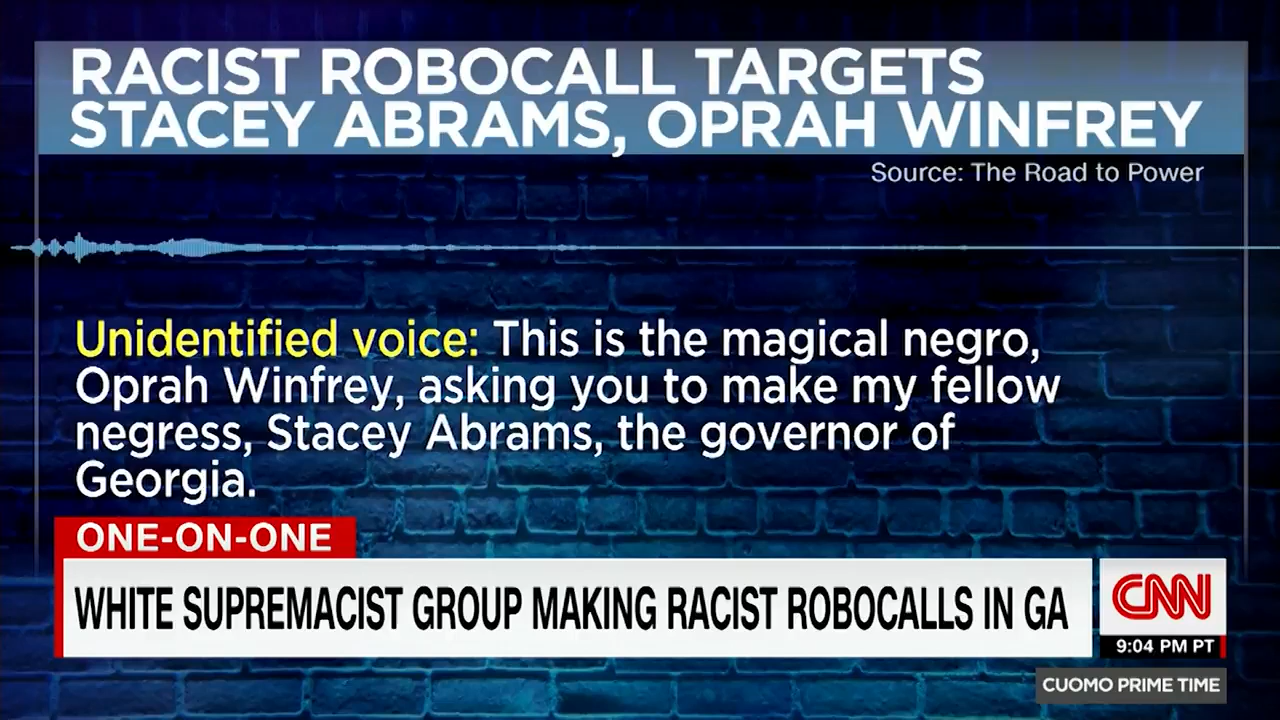 RACIST ROBOCALL TARGETS
STACEY ABRAMS, OPRAH WINFREY
Source: The Road to Power
Unidentified voice: This is the magical negro,
Oprah Winfrey, asking you to make my fellow
negress, Stacey Abrams, the governor of
Georgia.
ONE-ON-ONE
WHITE SUPREMACIST GROUP MAKING RACIST ROBOCALLS IN GA
CNN
9:04 PM PT
CUOMO PRIME TIME